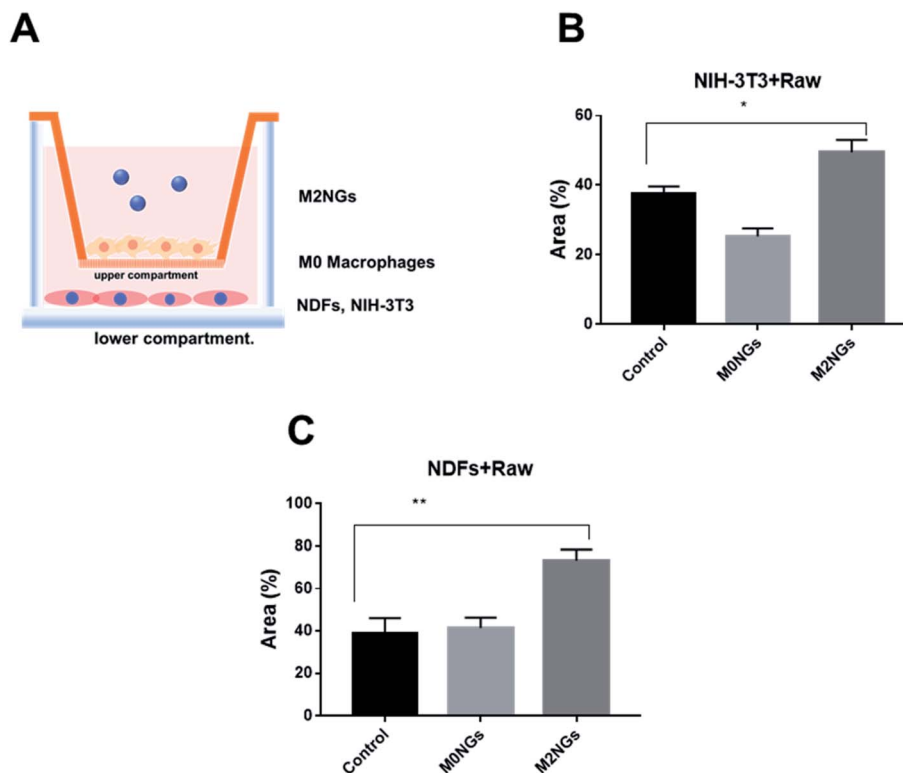 A
M2NGs
M0 Macrophages
upper compartment
NDFs, NIH-3T3
lower compartment.
B
NIH-3T3+Raw
*
60
40
20
0
Area (%)
Control
M0NGs
M2NGs
C
NDFs+Raw
**
100
80
60
40
20
0
Area (%)
Control
M0NGs
M2NGs